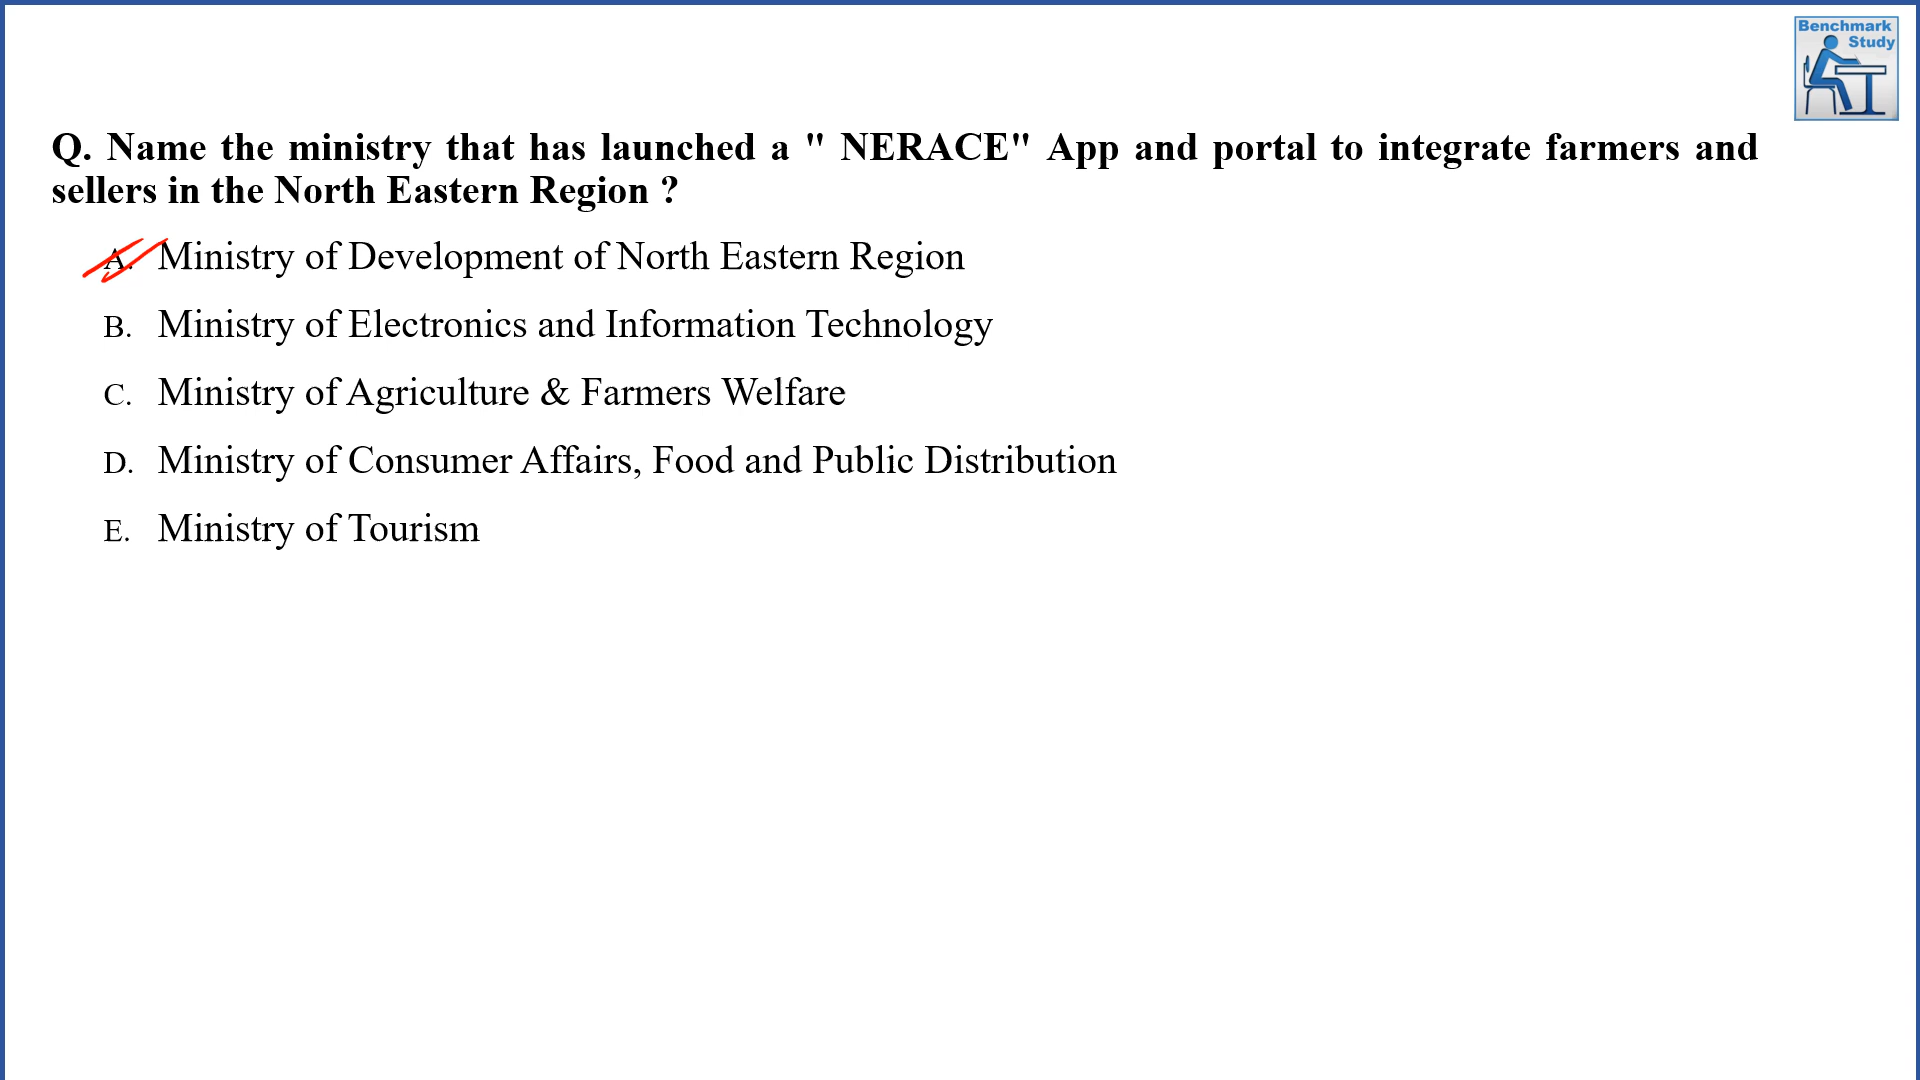 Benchmark
Study
Q. Name the ministry that has launched a " NERACE" App and portal to integrate farmers and
sellers in the North Eastern Region ?
A. Ministry of Development of North Eastern Region
B. Ministry of Electronics and Information Technology
C. Ministry of Agriculture & Farmers Welfare
D. Ministry of Consumer Affairs, Food and Public Distribution
E. Ministry of Tourism